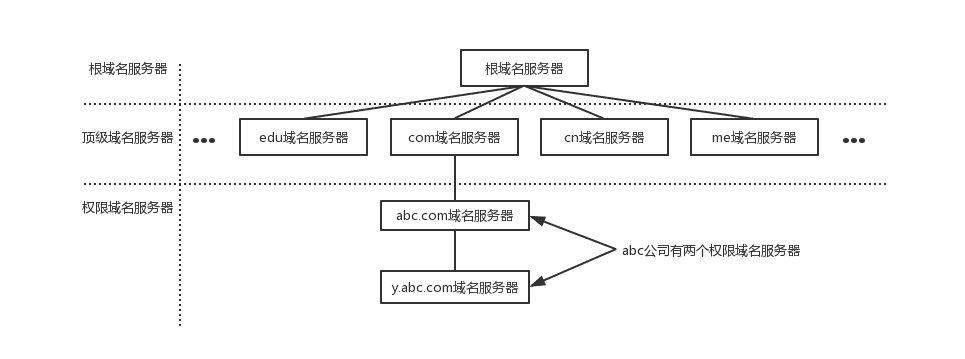 根域名服务器
根域名服务器
顶级域名服务器
•••
edu域名服务器
com域名服务器
cn域名服务器
me域名服务器
•••
权限域名服务器
abc.com域名服务器
abc公司有两个权限域名服务器
y.abc.com域名服务器